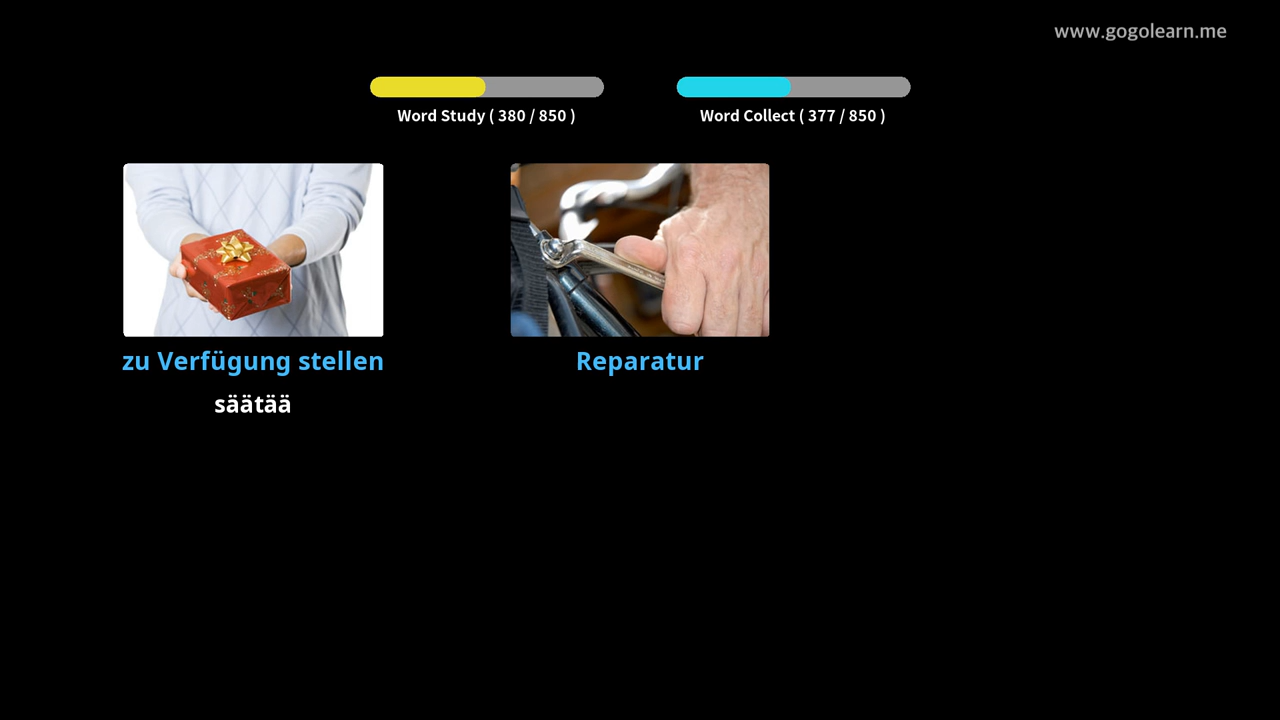 www.gogolearn.me
Word Study ( 380 / 850 )
Word Collect ( 377 / 850 )
zu Verfügung stellen
säätää
Reparatur